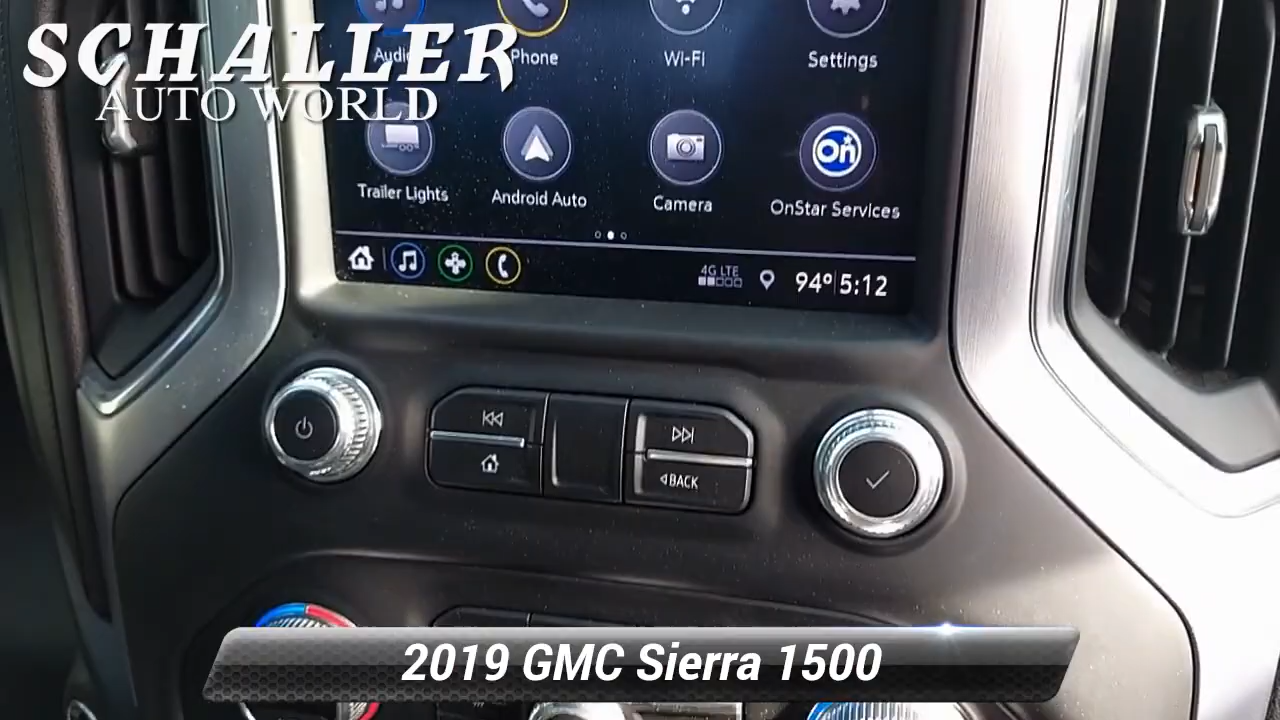 SCHALLER
AUTO WORLD
Audio Phone Wi-Fi Settings
Trailer Lights Android Auto Camera OnStar Services
On
4G LTE 94° 5:12
BACK
2019 GMC Sierra 1500